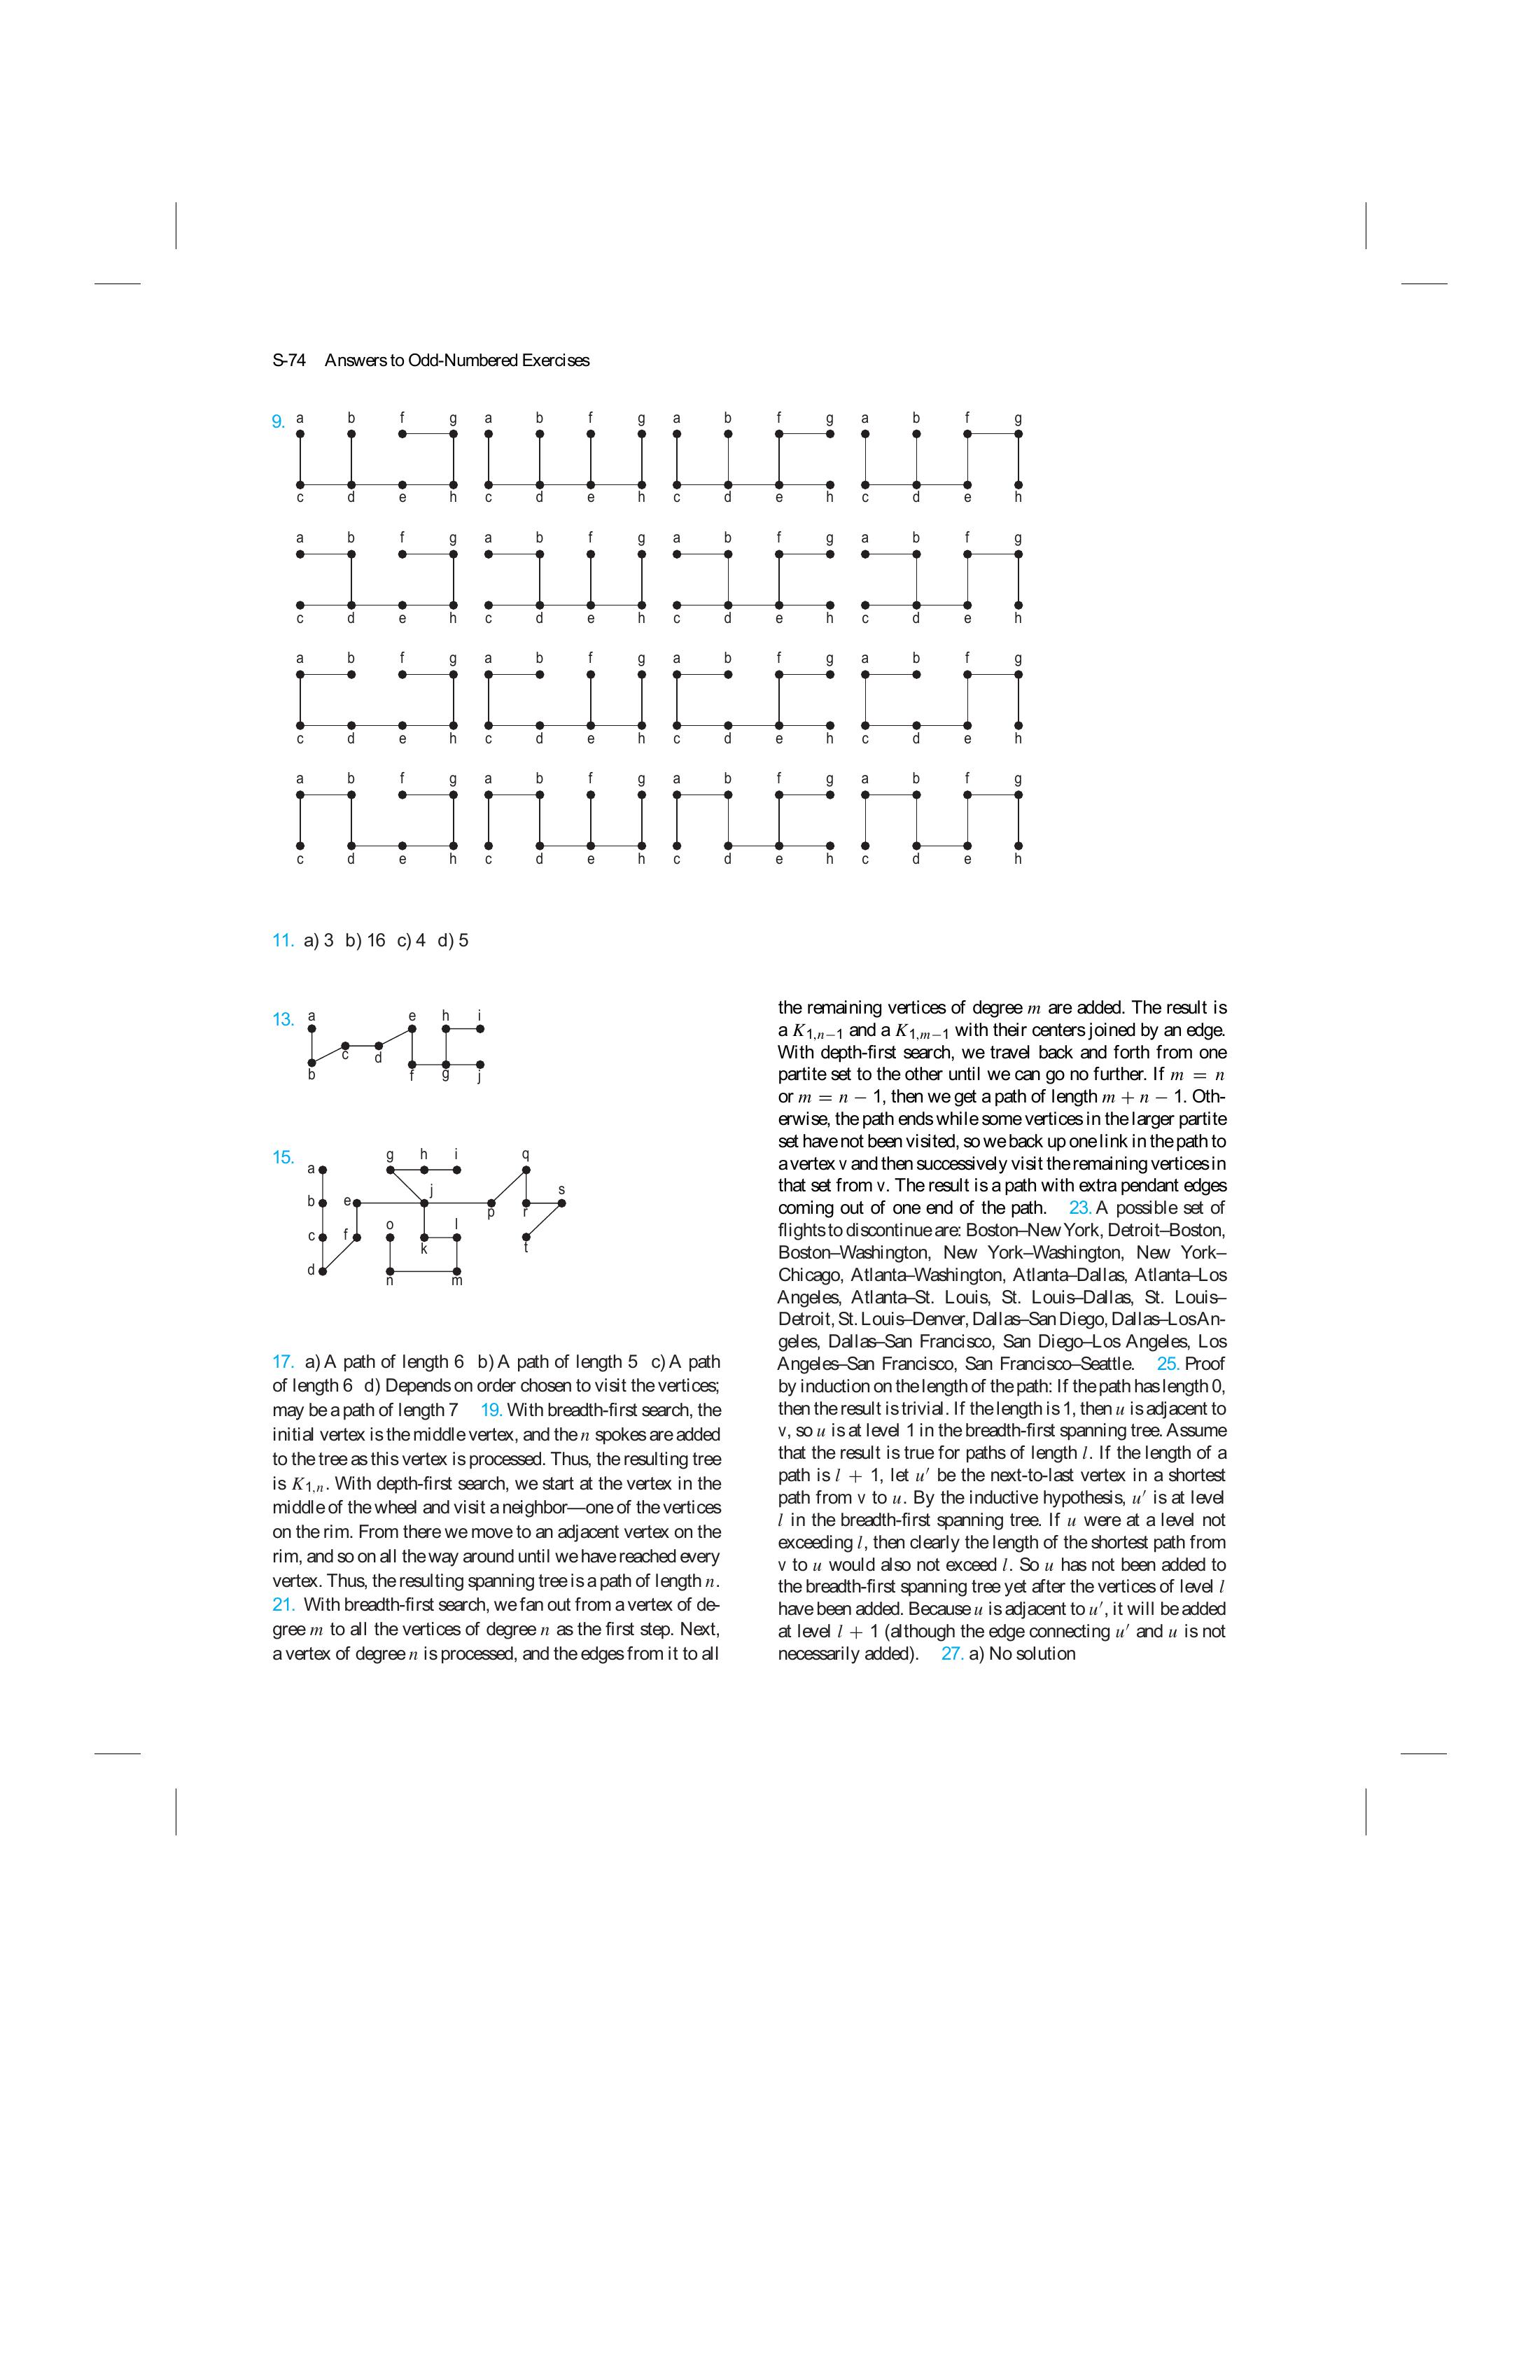 S-74 Answers to Odd-Numbered Exercises
9. a b f g a b f g a b f g a b f g
c d e h c d e h c d e h c d e h
a b f g a b f g a b f g a b f g
c d e h c d e h c d e h c d e h
a b f g a b f g a b f g a b f g
c d e h c d e h c d e h c d e h
a b f g a b f g a b f g a b f g
c d e h c d e h c d e h c d e h
11. a) 3 b) 16 c) 4 d) 5
13. a e h i
c d
b f g j
15. a g h i q
b e j p r s
c f o k l t
d n m
17. a) A path of length 6 b) A path of length 5 c) A path
of length 6 d) Depends on order chosen to visit the vertices;
may be a path of length 7 19. With breadth-first search, the
initial vertex is the middle vertex, and the n spokes are added
to the tree as this vertex is processed. Thus, the resulting tree
is K1,n. With depth-first search, we start at the vertex in the
middle of the wheel and visit a neighbor—one of the vertices
on the rim. From there we move to an adjacent vertex on the
rim, and so on all the way around until we have reached every
vertex. Thus, the resulting spanning tree is a path of length n.
21. With breadth-first search, we fan out from a vertex of de-
gree m to all the vertices of degree n as the first step. Next,
a vertex of degree n is processed, and the edges from it to all
the remaining vertices of degree m are added. The result is
a K1,n−1 and a K1,m−1 with their centers joined by an edge.
With depth-first search, we travel back and forth from one
partite set to the other until we can go no further. If m = n
or m = n − 1, then we get a path of length m + n − 1. Oth-
erwise, the path ends while some vertices in the larger partite
set have not been visited, so we back up one link in the path to
a vertex v and then successively visit the remaining vertices in
that set from v. The result is a path with extra pendant edges
coming out of one end of the path. 23. A possible set of
flights to discontinue are: Boston–New York, Detroit–Boston,
Boston–Washington, New York–Washington, New York–
Chicago, Atlanta–Washington, Atlanta–Dallas, Atlanta–Los
Angeles, Atlanta–St. Louis, St. Louis–Dallas, St. Louis–
Detroit, St. Louis–Denver, Dallas–San Diego, Dallas–Los An-
geles, Dallas–San Francisco, San Diego–Los Angeles, Los
Angeles–San Francisco, San Francisco–Seattle. 25. Proof
by induction on the length of the path: If the path has length 0,
then the result is trivial. If the length is 1, then u is adjacent to
v, so u is at level 1 in the breadth-first spanning tree. Assume
that the result is true for paths of length l. If the length of a
path is l + 1, let u′ be the next-to-last vertex in a shortest
path from v to u. By the inductive hypothesis, u′ is at level
l in the breadth-first spanning tree. If u were at a level not
exceeding l, then clearly the length of the shortest path from
v to u would also not exceed l. So u has not been added to
the breadth-first spanning tree yet after the vertices of level l
have been added. Because u is adjacent to u′, it will be added
at level l + 1 (although the edge connecting u′ and u is not
necessarily added). 27. a) No solution